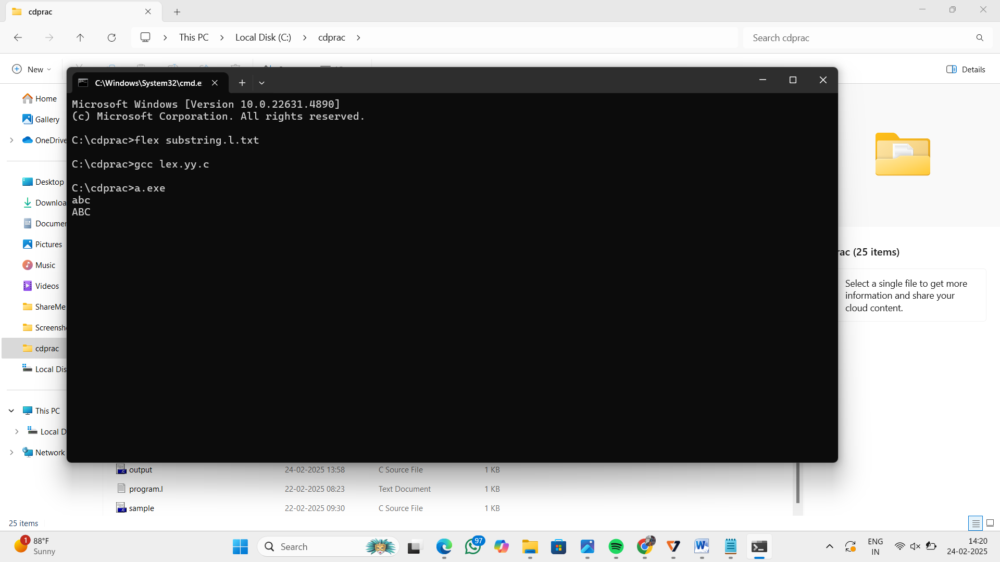 cdprac
This PC
Local Disk (C:)
cdprac
Search cdprac
New
Details
C:\Windows\System32\cmd.e
Home
Gallery
OneDrive
Desktop
Downloa
Documen
Pictures
Music
Videos
ShareMe
Screensh
cdprac
Local Dis
This PC
Local D
Network
Microsoft Windows [Version 10.0.22631.4890]
(c) Microsoft Corporation. All rights reserved.
C:\cdprac>flex substring.l.txt
C:\cdprac>gcc lex.yy.c
C:\cdprac>a.exe
abc
ABC
rac (25 items)
Select a single file to get more
information and share your
cloud content.
output 24-02-2025 13:58 C Source File 1 KB
program.l 22-02-2025 08:23 Text Document 1 KB
sample 22-02-2025 09:30 C Source File 1 KB
25 items
1
88°F
Sunny
Search
97
ENG
IN
14:20
24-02-2025